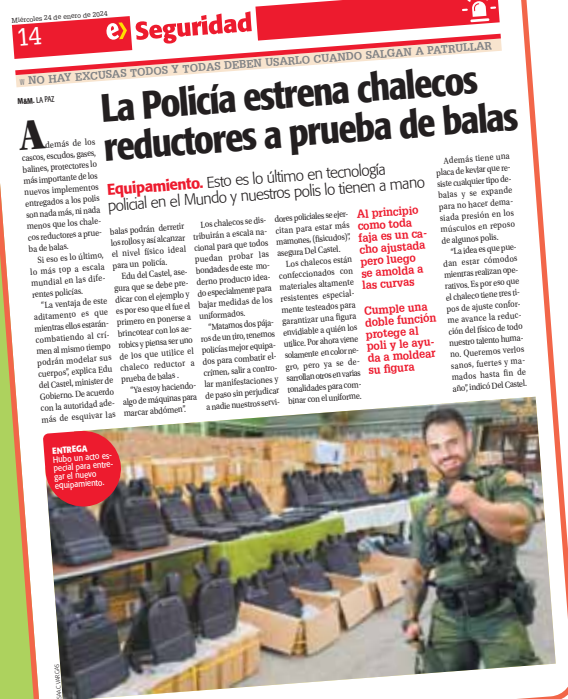 Miércoles 24 de enero de 2024
14
e) Seguridad
NO HAY EXCUSAS TODOS Y TODAS DEBEN USARLO CUANDO SALGAN A PATRULLAR
M&M. LA PAZ
La Policía estrena chalecos
reductores a prueba de balas
Equipamiento. Esto es lo último en tecnología
policial en el Mundo y nuestros polis lo tienen a mano
Además de los
cascos, escudos, gases,
balines, protectores lo
más importante de los
nuevos implementos
entregados a los polis
son nada más, ni nada
menos que los chale-
cos reductores a prue-
ba de balas.
Si eso es lo último,
lo más top a escala
mundial en las dife-
rentes policías.
"La ventaja de este
aditamento es que
mientras ellos estarán-
combatiendo al cri-
men al mismo tiempo
podrán modelar sus
cuerpos", explica Edu
del Castel, minister de
Gobierno. De acuerdo
con la autoridad ade-
más de esquivar las
balas podrán derretir
los rollos y así alcanzar
el nivel físico ideal
para un policía.
Edu del Castel, ase-
gura que se debe pre-
dicar con el ejemplo y
es por eso que él fue el
primero en ponerse a
brincotear con los ae-
robics y piensa ser uno
de los que utilice el
chaleco reductor a
prueba de balas .
"Ya estoy haciendo-
algo de máquinas para
marcar abdómen".
Los chalecos se dis-
tribuirán a escala na-
cional para que todos
puedan probar las
bondades de este mo-
derno producto idea-
do especialmente para
bajar medidas de los
uniformados.
"Matamos dos pája-
ros de un tiro, tenemos
policías mejor equipa-
dos para combatir el-
crimen, salir a contro-
lar manifestaciones y
de paso sin perjudicar
a nadie nuestros servi-
dores policiales se ejer-
citan para estar más
mamones, (fisicudos)",
asegura Del Castel.
Los chalecos están
confeccionados con
materiales altamente
resistentes especial-
mente testeados para
garantizar una figura
envidiable a quién los
utilice. Por ahora viene
solamente en color ne-
gro, pero ya se de-
sarrollan otros en varias
tonalidades para com-
binar con el uniforme.
Al principio
como toda
faja es un ca-
cho ajustada
pero luego
se amolda a
las curvas
Cumple una
doble función
protege al
poli y le ayu-
da a moldear
su figura
Además tiene una
placa de kevlar que re-
siste cualquier tipo de-
balas y se expande
para no hacer dema-
siada presión en los
músculos en reposo
de algunos polis.
"La idea es que pue-
dan estar cómodos
mientras realizan ope-
rativos. Es por eso que
el chaleco tiene tres ti-
pos de ajuste confor-
me avance la reduc-
ción del físico de todo
nuestro talento huma-
no. Queremos verlos
sanos, fuertes y ma-
mados hasta fin de
año", indicó Del Castel.
ENTREGA
Hubo un acto es-
pecial para entre-
gar el nuevo
equipamiento.